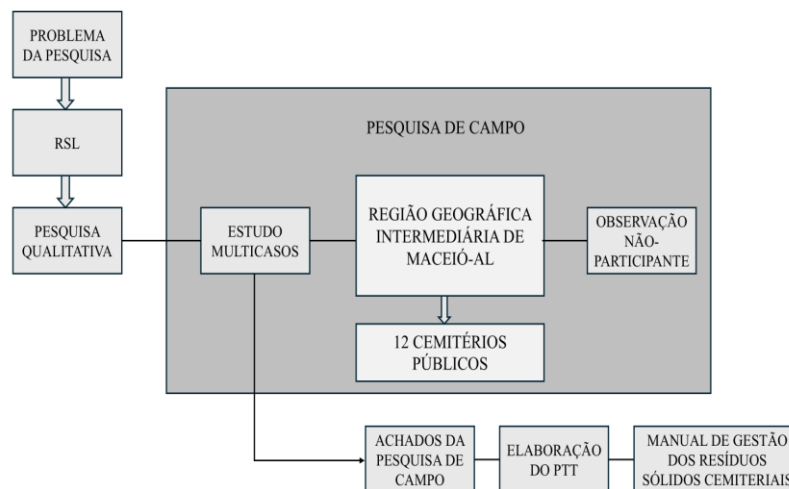 PROBLEMA
DA PESQUISA
RSL
PESQUISA
QUALITATIVA
PESQUISA DE CAMPO
ESTUDO
MULTICASOS
REGIÃO GEOGRÁFICA
INTERMEDIÁRIA DE
MACEIÓ-AL
OBSERVAÇÃO
NÃO-
PARTICIPANTE
12 CEMITÉRIOS
PÚBLICOS
ACHADOS DA
PESQUISA DE
CAMPO
ELABORAÇÃO
DO PTT
MANUAL DE GESTÃO
DOS RESÍDUOS
SÓLIDOS CEMITERIAIS